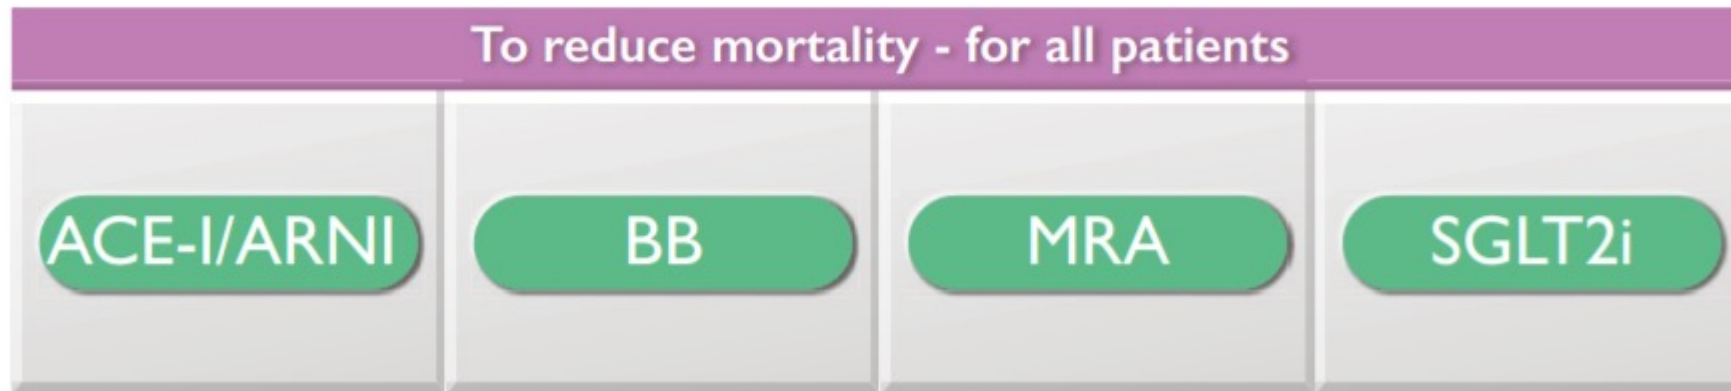 To reduce mortality - for all patients
ACE-I/ARNI
BB
MRA
SGLT2i